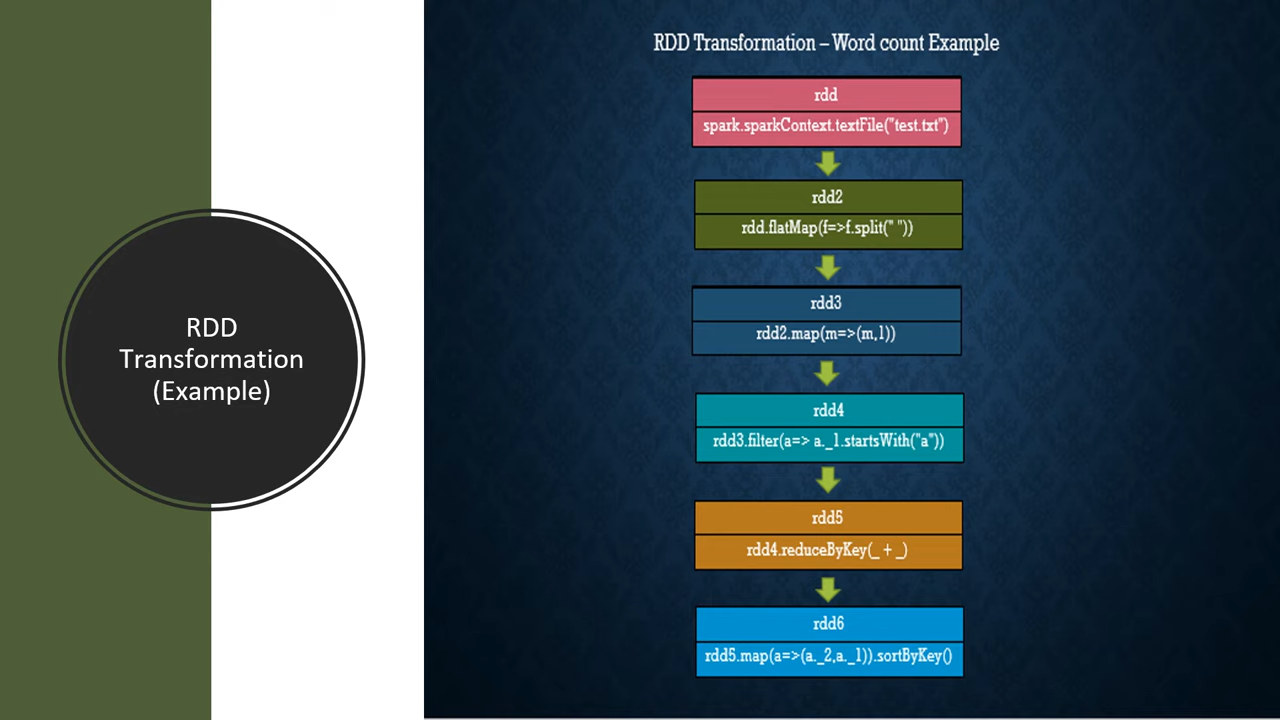 RDD
Transformation
(Example)
RDD Transformation – Word count Example
rdd
spark.sparkContext.textFile("test.txt")
rdd2
rdd.flatMap(f=>f.split(" "))
rdd3
rdd2.map(m=>(m,1))
rdd4
rdd3.filter(a=> a._1.startsWith("a"))
rdd5
rdd4.reduceByKey(_ + _)
rdd6
rdd5.map(a=>(a._2,a._1)).sortByKey()